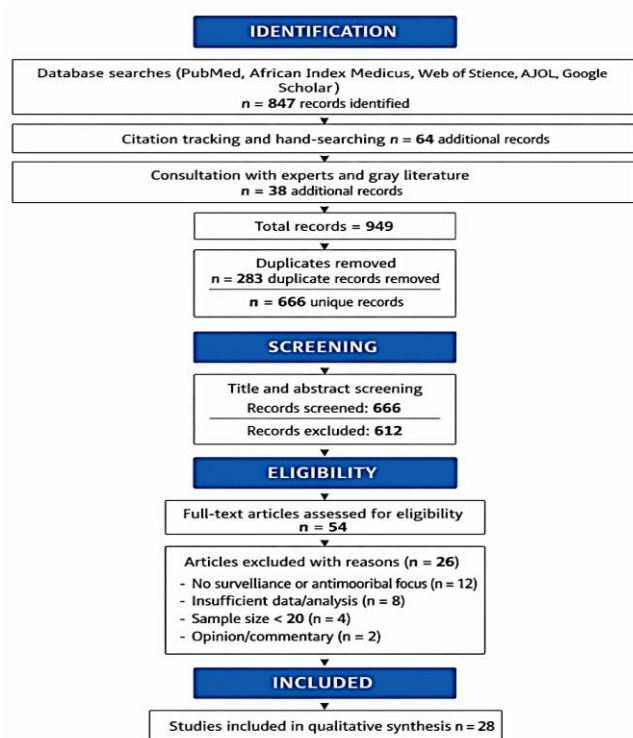 IDENTIFICATION
Database searches (PubMed, African Index Medicus, Web of Stience, AJOL, Google
Scholar)
n = 847 records identified
Citation tracking and hand-searching n = 64 additional records
Consultation with experts and gray literature
n = 38 additional records
Total records = 949
Duplicates removed
n = 283 duplicate records removed
n = 666 unique records
SCREENING
Title and abstract screening
Records screened: 666
Records excluded: 612
ELIGIBILITY
Full-text articles assessed for eligibility
n = 54
Articles excluded with reasons (n = 26)
- No survelliance or antimooribal focus (n = 12)
- Insufficient data/analysis (n = 8)
- Sample size < 20 (n = 4)
- Opinion/commentary (n = 2)
INCLUDED
Studies included in qualitative synthesis n = 28